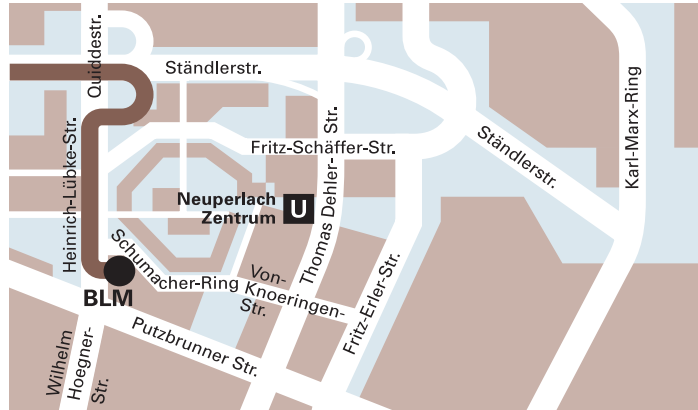 Quiddestr.
Ständlerstr.
Karl-Marx-Ring
Heinrich-Lübke-Str.
Fritz-Schäffer-Str.
Thomas Dehler- Str.
Ständlerstr.
Neuperlach
Zentrum
U
Schumacher-Ring
Von-
Knoeringen-
Str.
Fritz-Erler-Str.
BLM
Putzbrunner Str.
Wilhelm
Hoegner-
Str.